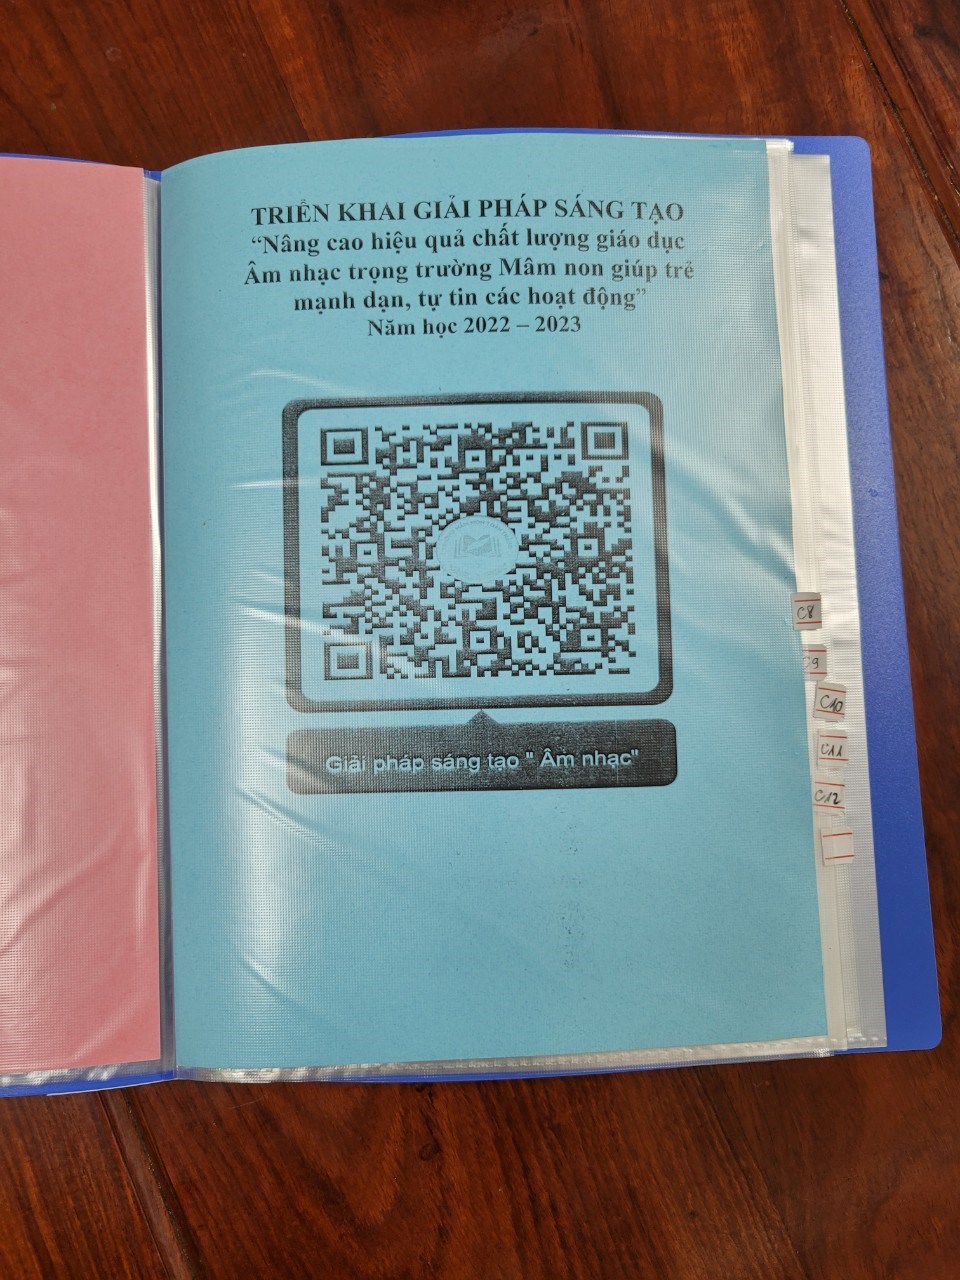 TRIỂN KHAI GIẢI PHÁP SÁNG TẠO
“Nâng cao hiệu quả chất lượng giáo dục
Âm nhạc trong trường Mâm non giúp trẻ
mạnh dạn, tự tin các hoạt động”
Năm học 2022 – 2023
Giải pháp sáng tạo " Âm nhạc"
C8
C9
C10
C11
C12